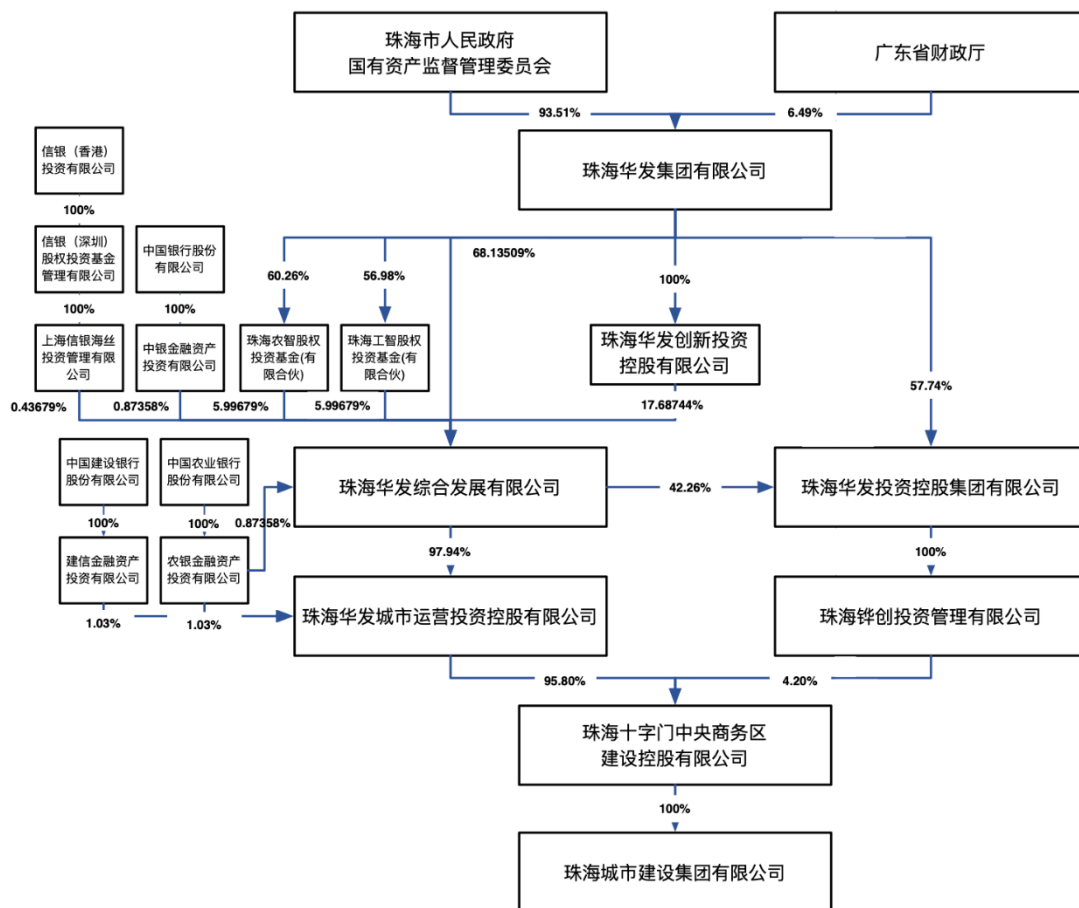 珠海市人民政府
国有资产监督管理委员会
广东省财政厅
93.51%
6.49%
信银（香港）
投资有限公司
珠海华发集团有限公司
100%
信银（深圳）
股权投资基金
管理有限公司
中国银行股份
有限公司
68.13509%
60.26%
56.98%
100%
100%
100%
上海信银海丝
投资管理有限
公司
中银金融资产
投资有限公司
珠海农智股权
投资基金(有
限合伙)
珠海工智股权
投资基金(有
限合伙)
珠海华发创新投资
控股有限公司
57.74%
0.43679%
0.87358%
5.99679%
5.99679%
17.68744%
中国建设银行
股份有限公司
中国农业银行
股份有限公司
珠海华发综合发展有限公司
42.26%
珠海华发投资控股集团有限公司
100%
100%
0.87358%
97.94%
100%
建信金融资产
投资有限公司
农银金融资产
投资有限公司
珠海华发城市运营投资控股有限公司
珠海铧创投资管理有限公司
1.03%
1.03%
95.80%
4.20%
珠海十字门中央商务区
建设控股有限公司
100%
珠海城市建设集团有限公司